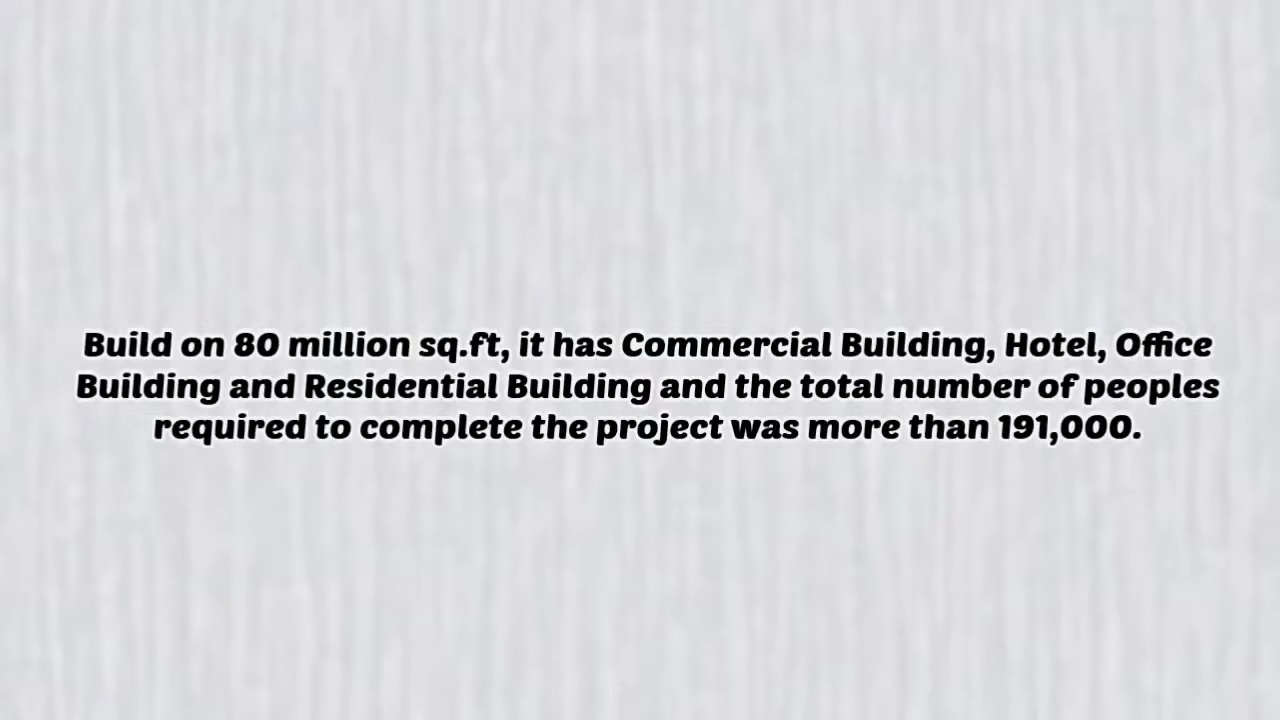 Build on 80 million sq.ft, it has Commercial Building, Hotel, Office
Building and Residential Building and the total number of peoples
required to complete the project was more than 191,000.